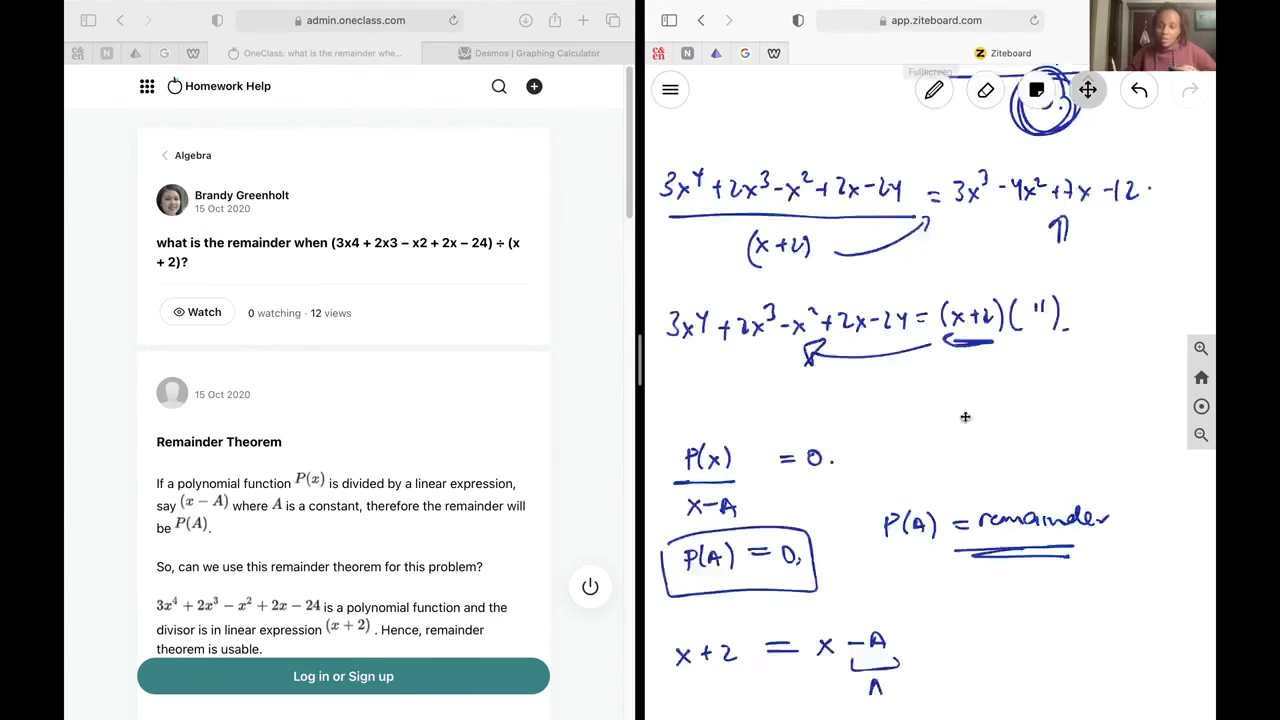 admin.oneclass.com
OneClass: what is the remainder whe...
Desmos | Graphing Calculator
Homework Help
Algebra
Brandy Greenholt
15 Oct 2020
what is the remainder when (3x4 + 2x3 − x2 + 2x − 24) ÷ (x
+ 2)?
Watch
0 watching · 12 views
15 Oct 2020
Remainder Theorem
If a polynomial function P(x) is divided by a linear expression,
say (x − A) where A is a constant, therefore the remainder will
be P(A).
So, can we use this remainder theorem for this problem?
3x⁴ + 2x³ − x² + 2x − 24 is a polynomial function and the
divisor is in linear expression (x + 2) . Hence, remainder
theorem is usable.
Log in or Sign up
app.ziteboard.com
Ziteboard
Fullscreen
3x⁴ + 2x³ - x² + 2x - 24 = 3x³ - 4x² + 7x - 12.
(x+2)
3x⁴ + 2x³ - x² + 2x - 24 = (x+2)( " ).
P(x) = 0.
x-A
P(A) = 0,
P(A) = remainder
x+2 = x -A
A